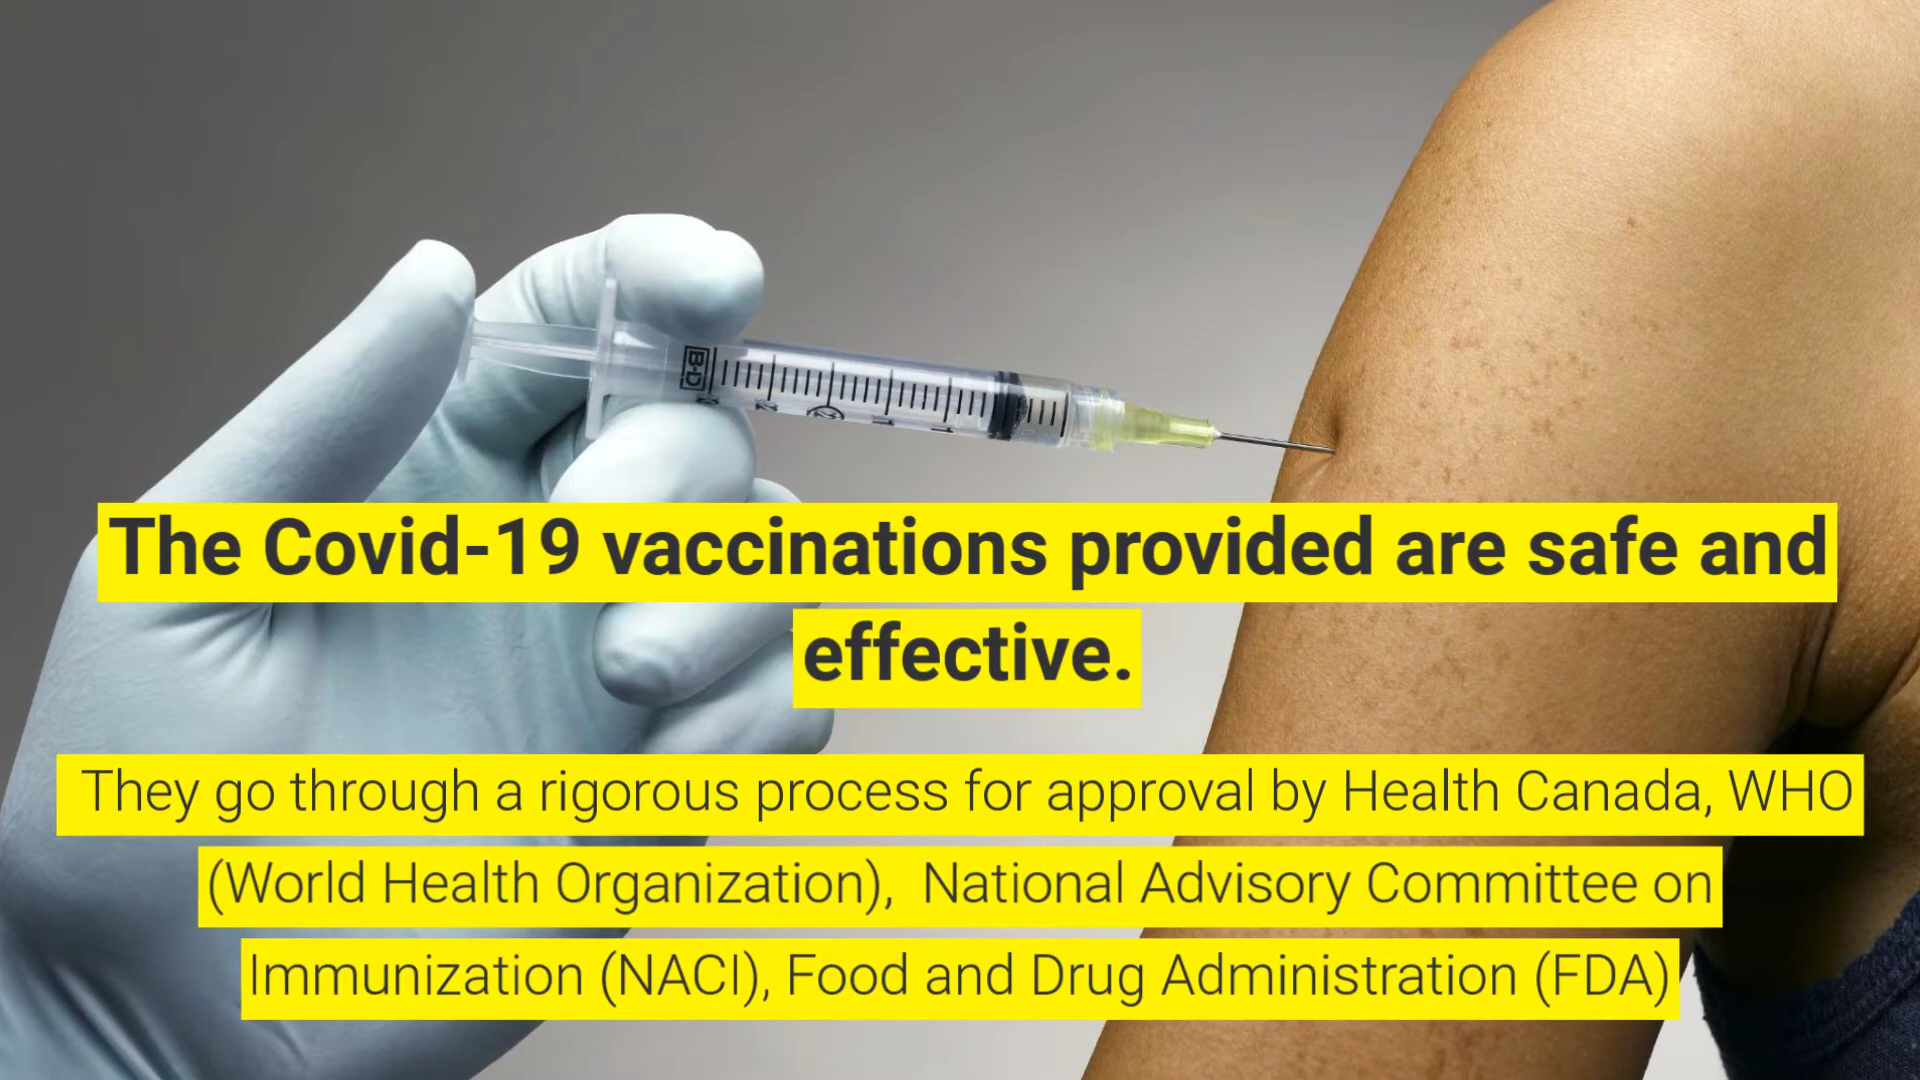 B-D
The Covid-19 vaccinations provided are safe and
effective.
They go through a rigorous process for approval by Health Canada, WHO
(World Health Organization),  National Advisory Committee on
Immunization (NACI), Food and Drug Administration (FDA)